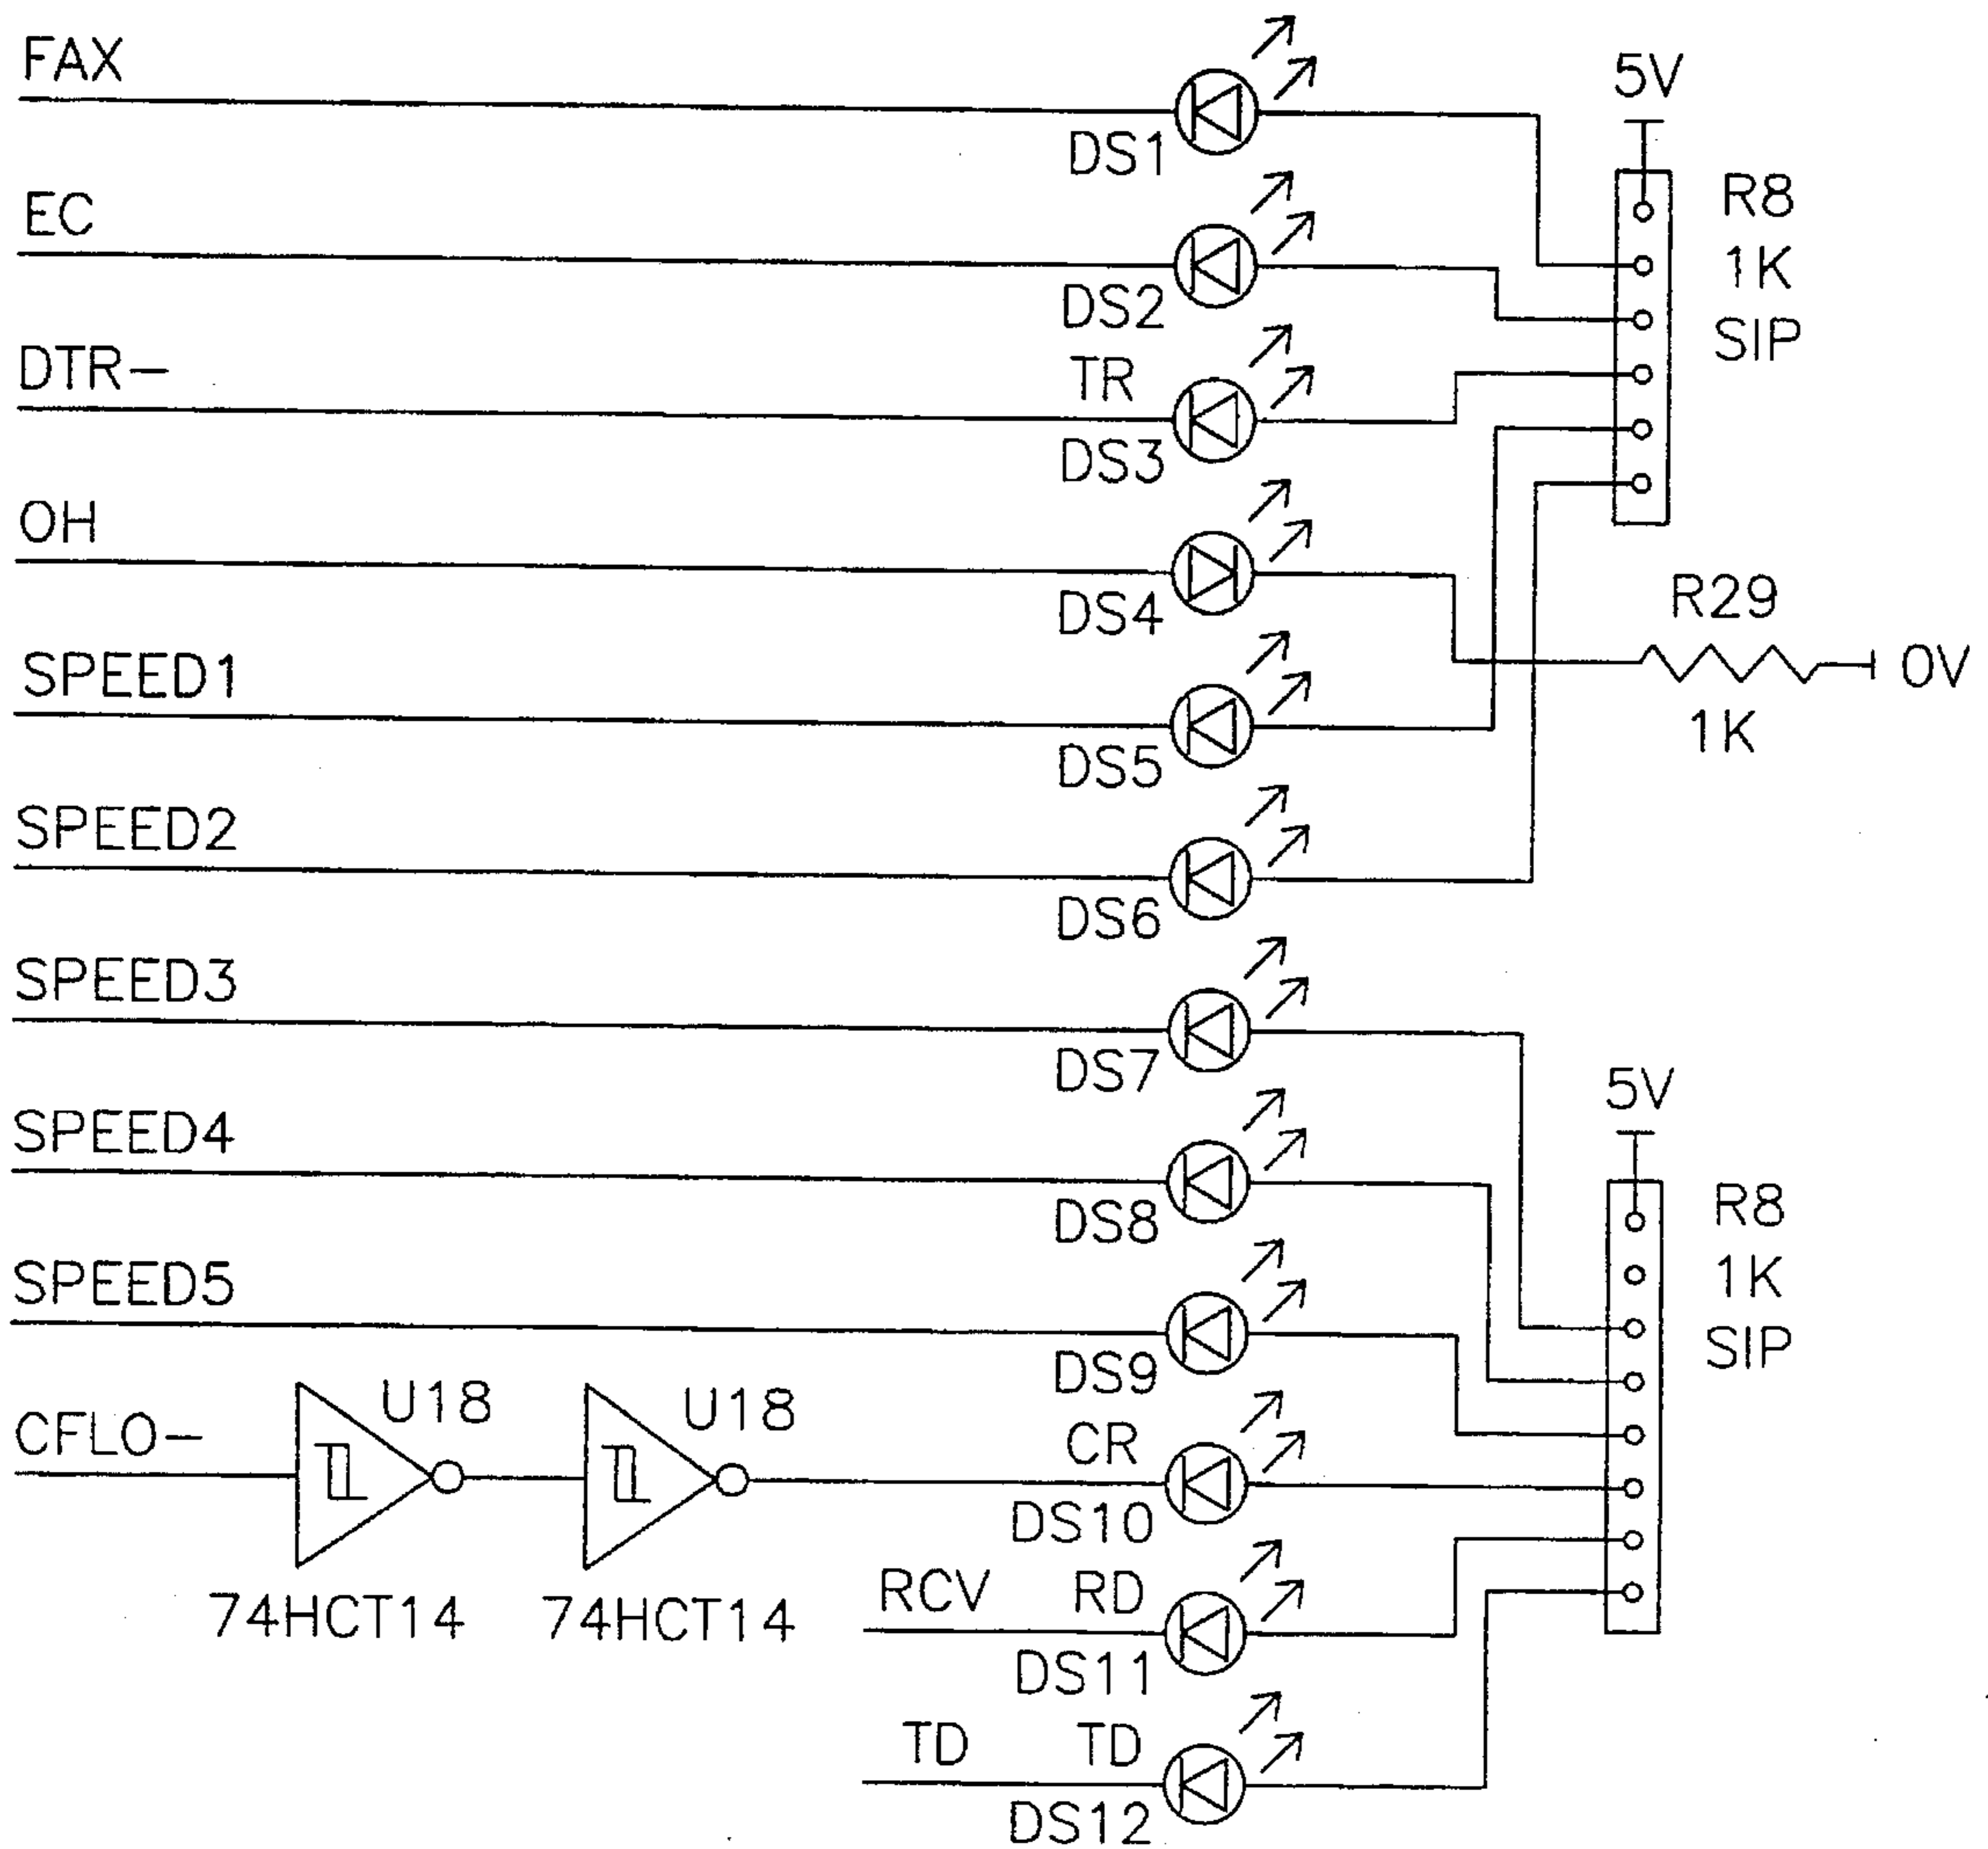 FAX
5V
DS1
R8
EC
1K
DS2
SIP
DTR-
TR
DS3
OH
R29
DS4
0V
SPEED1
1K
DS5
SPEED2
DS6
SPEED3
DS7
5V
SPEED4
R8
DS8
1K
SPEED5
SIP
DS9
U18
U18
CFLO-
CR
DS10
74HCT14
74HCT14
RCV
RD
DS11
TD
TD
DS12